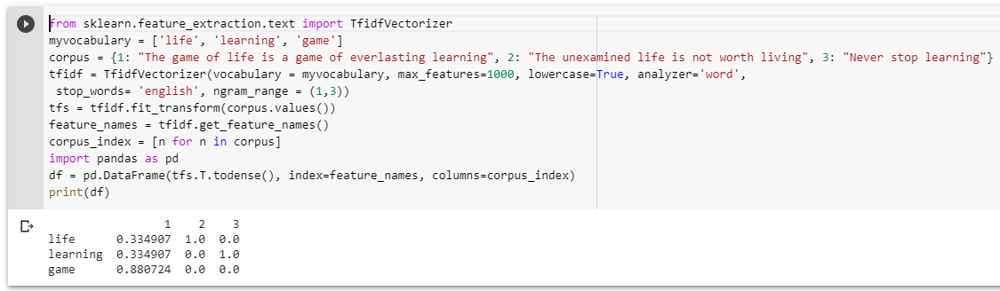 from sklearn.feature_extraction.text import TfidfVectorizer
myvocabulary = ['life', 'learning', 'game']
corpus = {1: "The game of life is a game of everlasting learning", 2: "The unexamined life is not worth living", 3: "Never stop learning"}
tfidf = TfidfVectorizer(vocabulary = myvocabulary, max_features=1000, lowercase=True, analyzer='word',
 stop_words= 'english', ngram_range = (1,3))
tfs = tfidf.fit_transform(corpus.values())
feature_names = tfidf.get_feature_names()
corpus_index = [n for n in corpus]
import pandas as pd
df = pd.DataFrame(tfs.T.todense(), index=feature_names, columns=corpus_index)
print(df)
                 1    2    3
life      0.334907  1.0  0.0
learning  0.334907  0.0  1.0
game      0.880724  0.0  0.0